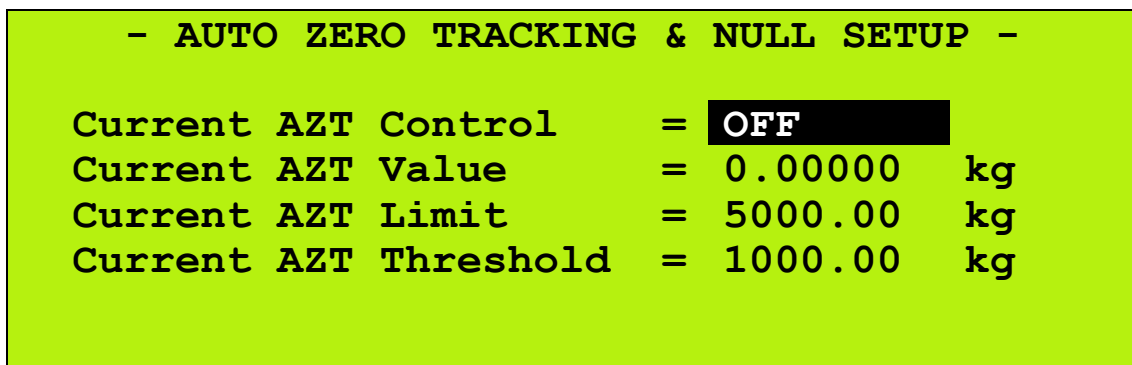 - AUTO ZERO TRACKING & NULL SETUP -
Current AZT Control = OFF
Current AZT Value = 0.00000 kg
Current AZT Limit = 5000.00 kg
Current AZT Threshold = 1000.00 kg